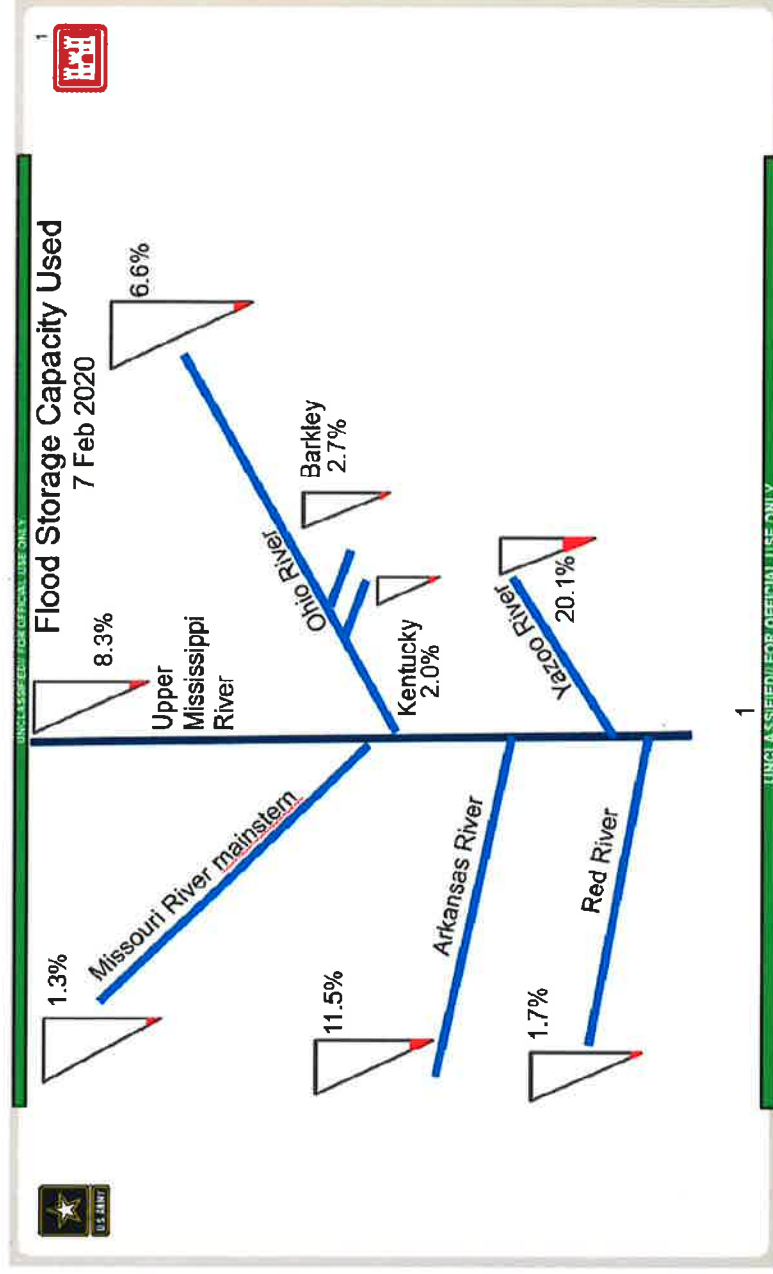 UNCLASSIFIED// FOR OFFICIAL USE ONLY
1
Flood Storage Capacity Used
7 Feb 2020
U.S ARMY
1.3%
8.3%
6.6%
Upper
Mississippi
River
Missouri River mainstem
Ohio River
Barkley
2.7%
Kentucky
2.0%
11.5%
Arkansas River
Yazoo River
20.1%
1.7%
Red River
1
UNCLASSIFIED// FOR OFFICIAL USE ONLY